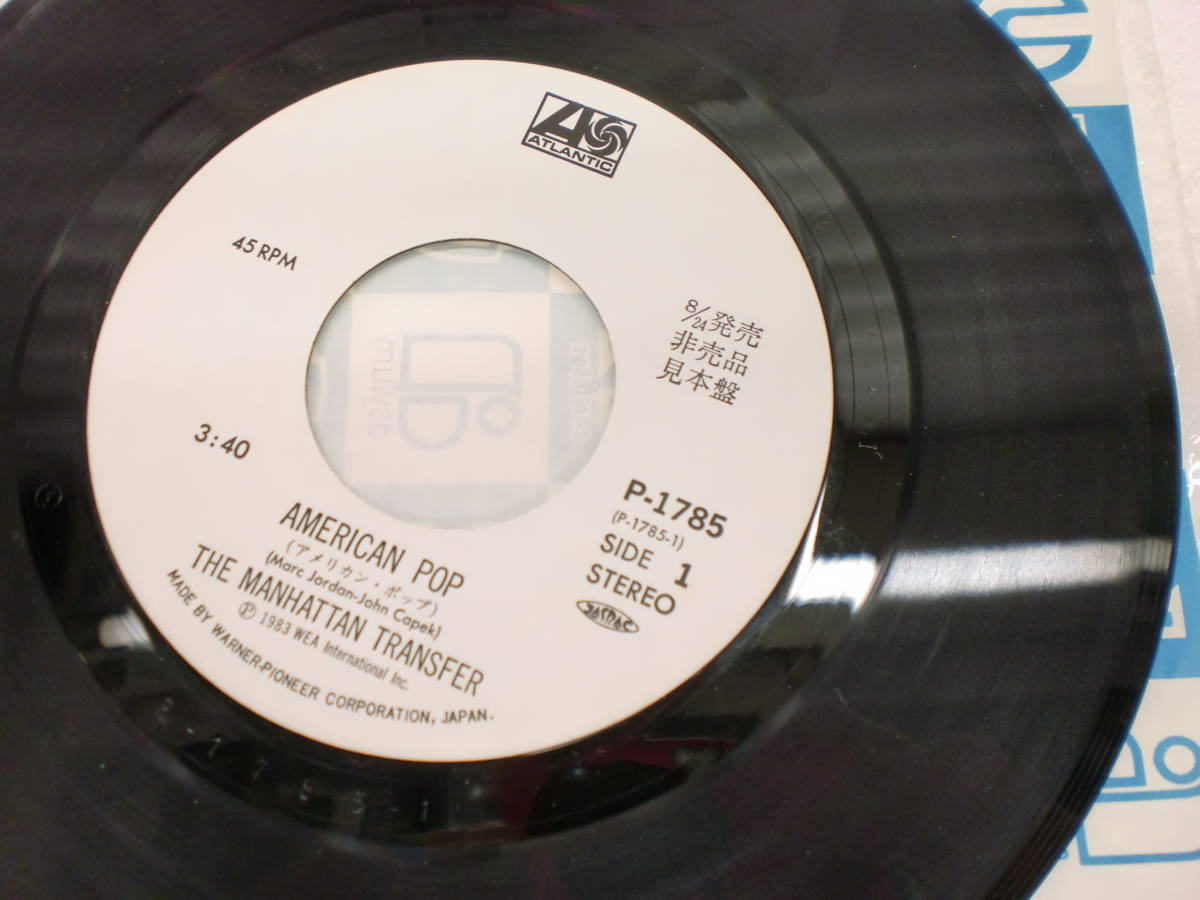 ATLANTIC
45 RPM
8/24発売
非売品
見本盤
3:40
P-1785
(P-1785-1)
SIDE 1
STEREO
JASRAC
AMERICAN POP
(アメリカン・ポップ)
(Marc Jordan-John Capek)
THE MANHATTAN TRANSFER
Ⓟ 1983 WEA International Inc.
MADE BY WARNER-PIONEER CORPORATION, JAPAN.